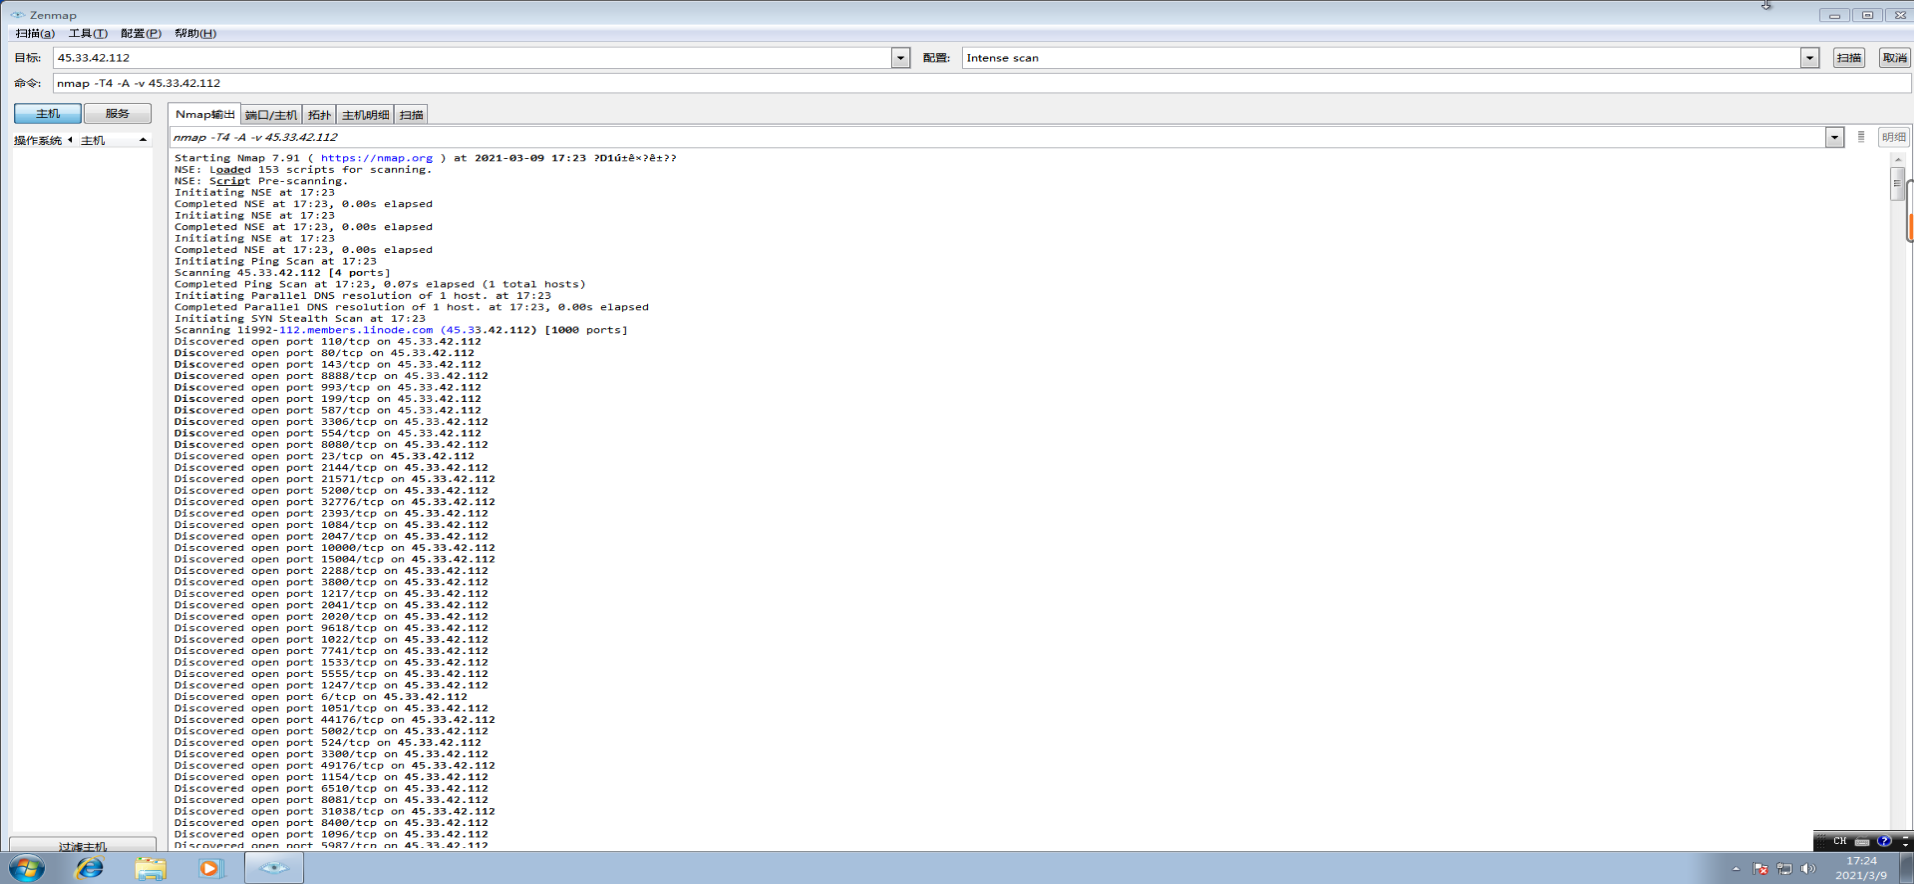 Zenmap
扫描(a) 工具(T) 配置(P) 帮助(H)
目标: 45.33.42.112 配置: Intense scan 扫描 取消
命令: nmap -T4 -A -v 45.33.42.112
主机 服务 Nmap输出 端口/主机 拓扑 主机明细 扫描
操作系统 主机 nmap -T4 -A -v 45.33.42.112 明细
Starting Nmap 7.91 ( https://nmap.org ) at 2021-03-09 17:23 ?D1ú±ê×?ê±??
NSE: Loaded 153 scripts for scanning.
NSE: Script Pre-scanning.
Initiating NSE at 17:23
Completed NSE at 17:23, 0.00s elapsed
Initiating NSE at 17:23
Completed NSE at 17:23, 0.00s elapsed
Initiating NSE at 17:23
Completed NSE at 17:23, 0.00s elapsed
Initiating Ping Scan at 17:23
Scanning 45.33.42.112 [4 ports]
Completed Ping Scan at 17:23, 0.07s elapsed (1 total hosts)
Initiating Parallel DNS resolution of 1 host. at 17:23
Completed Parallel DNS resolution of 1 host. at 17:23, 0.00s elapsed
Initiating SYN Stealth Scan at 17:23
Scanning li992-112.members.linode.com (45.33.42.112) [1000 ports]
Discovered open port 110/tcp on 45.33.42.112
Discovered open port 80/tcp on 45.33.42.112
Discovered open port 143/tcp on 45.33.42.112
Discovered open port 8888/tcp on 45.33.42.112
Discovered open port 993/tcp on 45.33.42.112
Discovered open port 199/tcp on 45.33.42.112
Discovered open port 587/tcp on 45.33.42.112
Discovered open port 3306/tcp on 45.33.42.112
Discovered open port 554/tcp on 45.33.42.112
Discovered open port 8080/tcp on 45.33.42.112
Discovered open port 23/tcp on 45.33.42.112
Discovered open port 2144/tcp on 45.33.42.112
Discovered open port 21571/tcp on 45.33.42.112
Discovered open port 5200/tcp on 45.33.42.112
Discovered open port 32776/tcp on 45.33.42.112
Discovered open port 2393/tcp on 45.33.42.112
Discovered open port 1084/tcp on 45.33.42.112
Discovered open port 2047/tcp on 45.33.42.112
Discovered open port 10000/tcp on 45.33.42.112
Discovered open port 15004/tcp on 45.33.42.112
Discovered open port 2288/tcp on 45.33.42.112
Discovered open port 3800/tcp on 45.33.42.112
Discovered open port 1217/tcp on 45.33.42.112
Discovered open port 2041/tcp on 45.33.42.112
Discovered open port 2020/tcp on 45.33.42.112
Discovered open port 9618/tcp on 45.33.42.112
Discovered open port 1022/tcp on 45.33.42.112
Discovered open port 7741/tcp on 45.33.42.112
Discovered open port 1533/tcp on 45.33.42.112
Discovered open port 5555/tcp on 45.33.42.112
Discovered open port 1247/tcp on 45.33.42.112
Discovered open port 6/tcp on 45.33.42.112
Discovered open port 1051/tcp on 45.33.42.112
Discovered open port 44176/tcp on 45.33.42.112
Discovered open port 5002/tcp on 45.33.42.112
Discovered open port 524/tcp on 45.33.42.112
Discovered open port 3300/tcp on 45.33.42.112
Discovered open port 49176/tcp on 45.33.42.112
Discovered open port 1154/tcp on 45.33.42.112
Discovered open port 6510/tcp on 45.33.42.112
Discovered open port 8081/tcp on 45.33.42.112
Discovered open port 31038/tcp on 45.33.42.112
Discovered open port 8400/tcp on 45.33.42.112
Discovered open port 1096/tcp on 45.33.42.112
Discovered open port 5987/tcp on 45.33.42.112
过滤主机
CH
17:24
2021/3/9